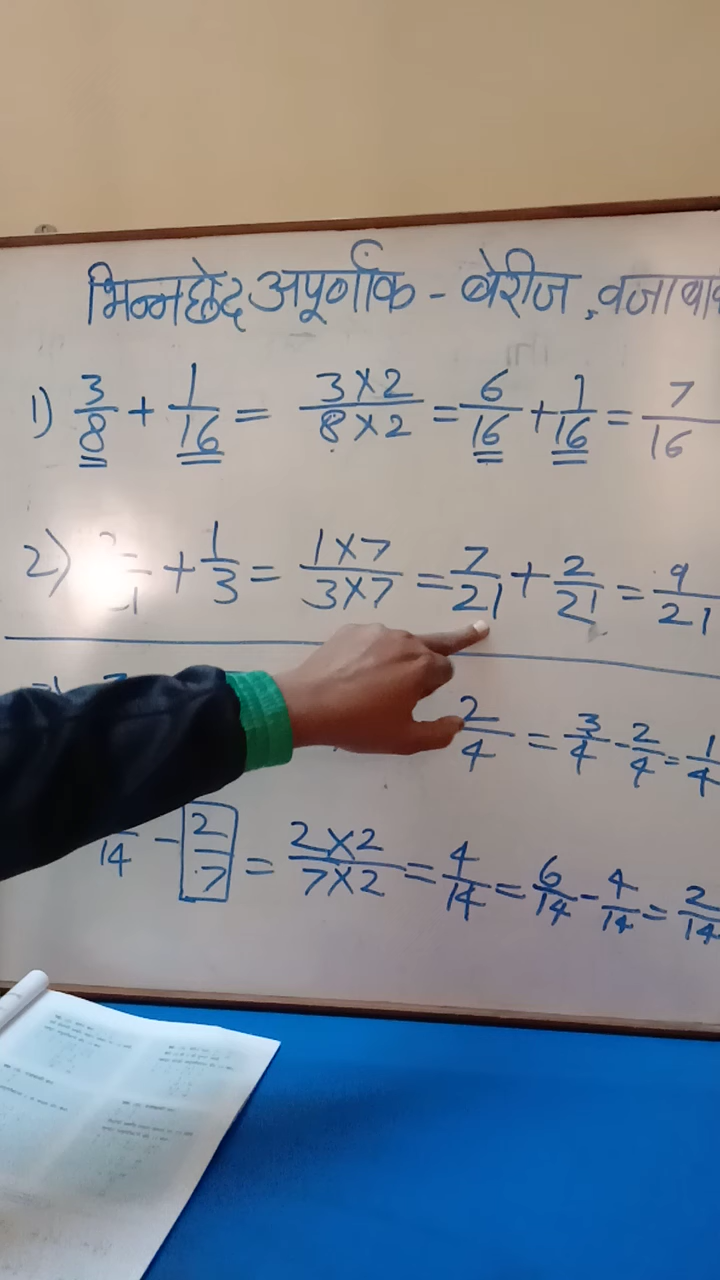 भिन्नछेद अपूर्णांक - बेरीज, वजाबा
1) 3/8 + 1/16 = 3×2/8×2 = 6/16 + 1/16 = 7/16
2) + 1/3 = 1×7/3×7 = 7/21 + 2/21 = 9/21
2/4 = 3/4 - 2/4 = 1/4
14 - 2/7 = 2×2/7×2 = 4/14 = 6/14 - 4/14 = 2/14